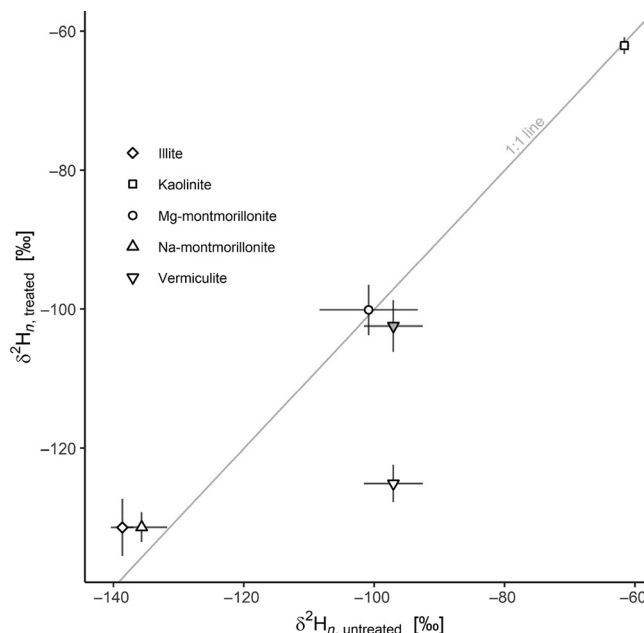 −60
−80
−100
−120
δ²Hn, treated [‰]
Illite
Kaolinite
Mg-montmorillonite
Na-montmorillonite
Vermiculite
1:1 line
−140
−120
−100
−80
−60
δ²Hn, untreated [‰]